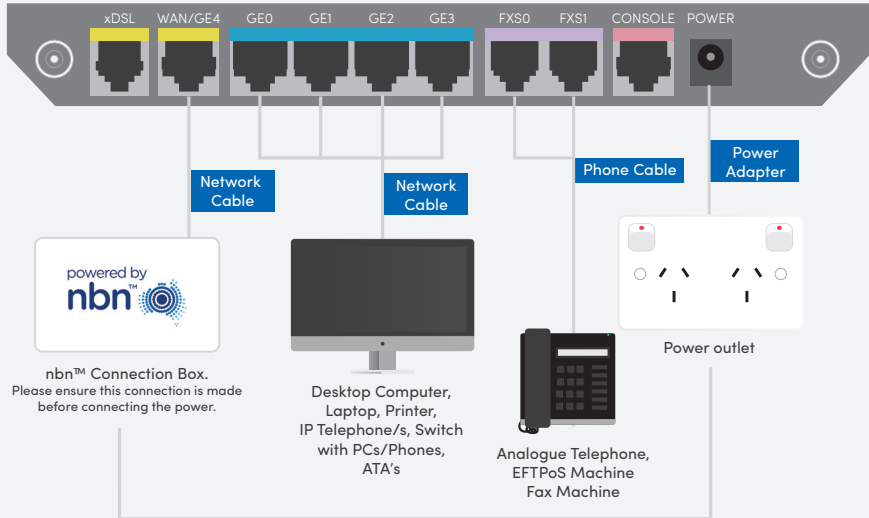 xDSL WAN/GE4 GE0 GE1 GE2 GE3 FXS0 FXS1 CONSOLE POWER
Network
Cable
Network
Cable
Phone Cable
Power
Adapter
powered by
nbn™
nbn™ Connection Box.
Please ensure this connection is made
before connecting the power.
Desktop Computer,
Laptop, Printer,
IP Telephone/s, Switch
with PCs/Phones,
ATA's
Analogue Telephone,
EFTPoS Machine
Fax Machine
Power outlet